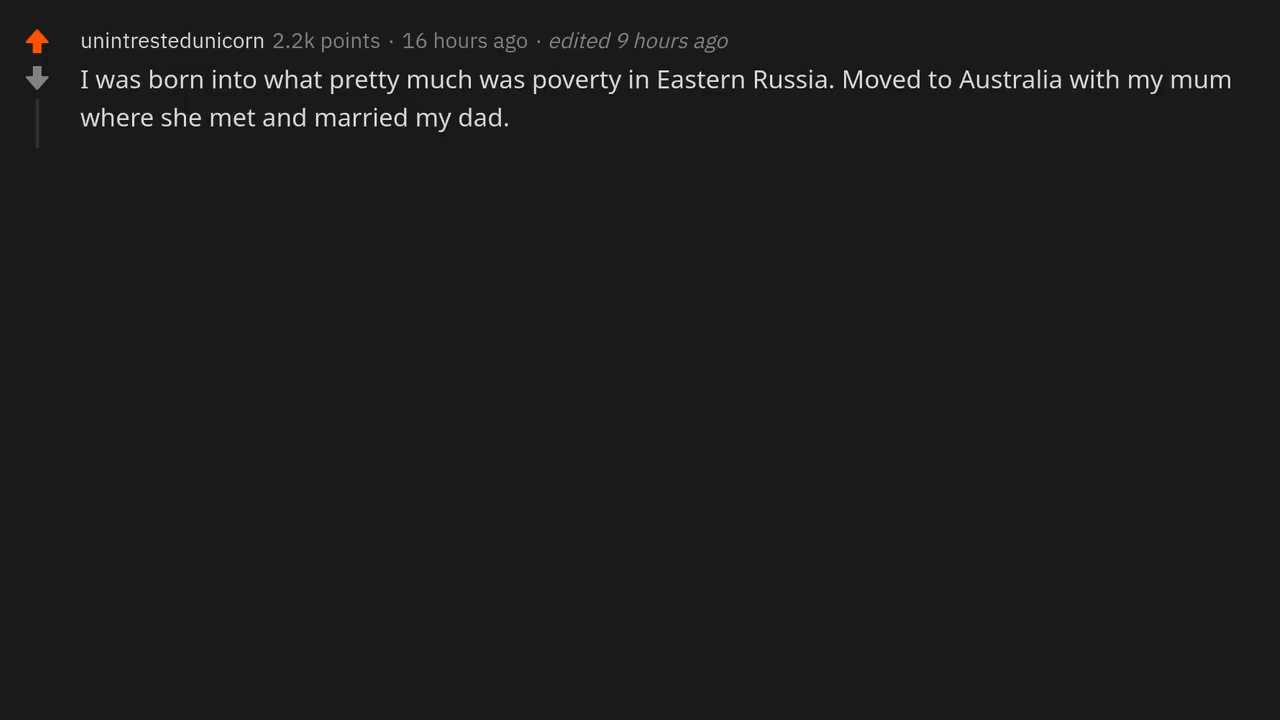 unintrestedunicorn 2.2k points · 16 hours ago · edited 9 hours ago
I was born into what pretty much was poverty in Eastern Russia. Moved to Australia with my mum
where she met and married my dad.